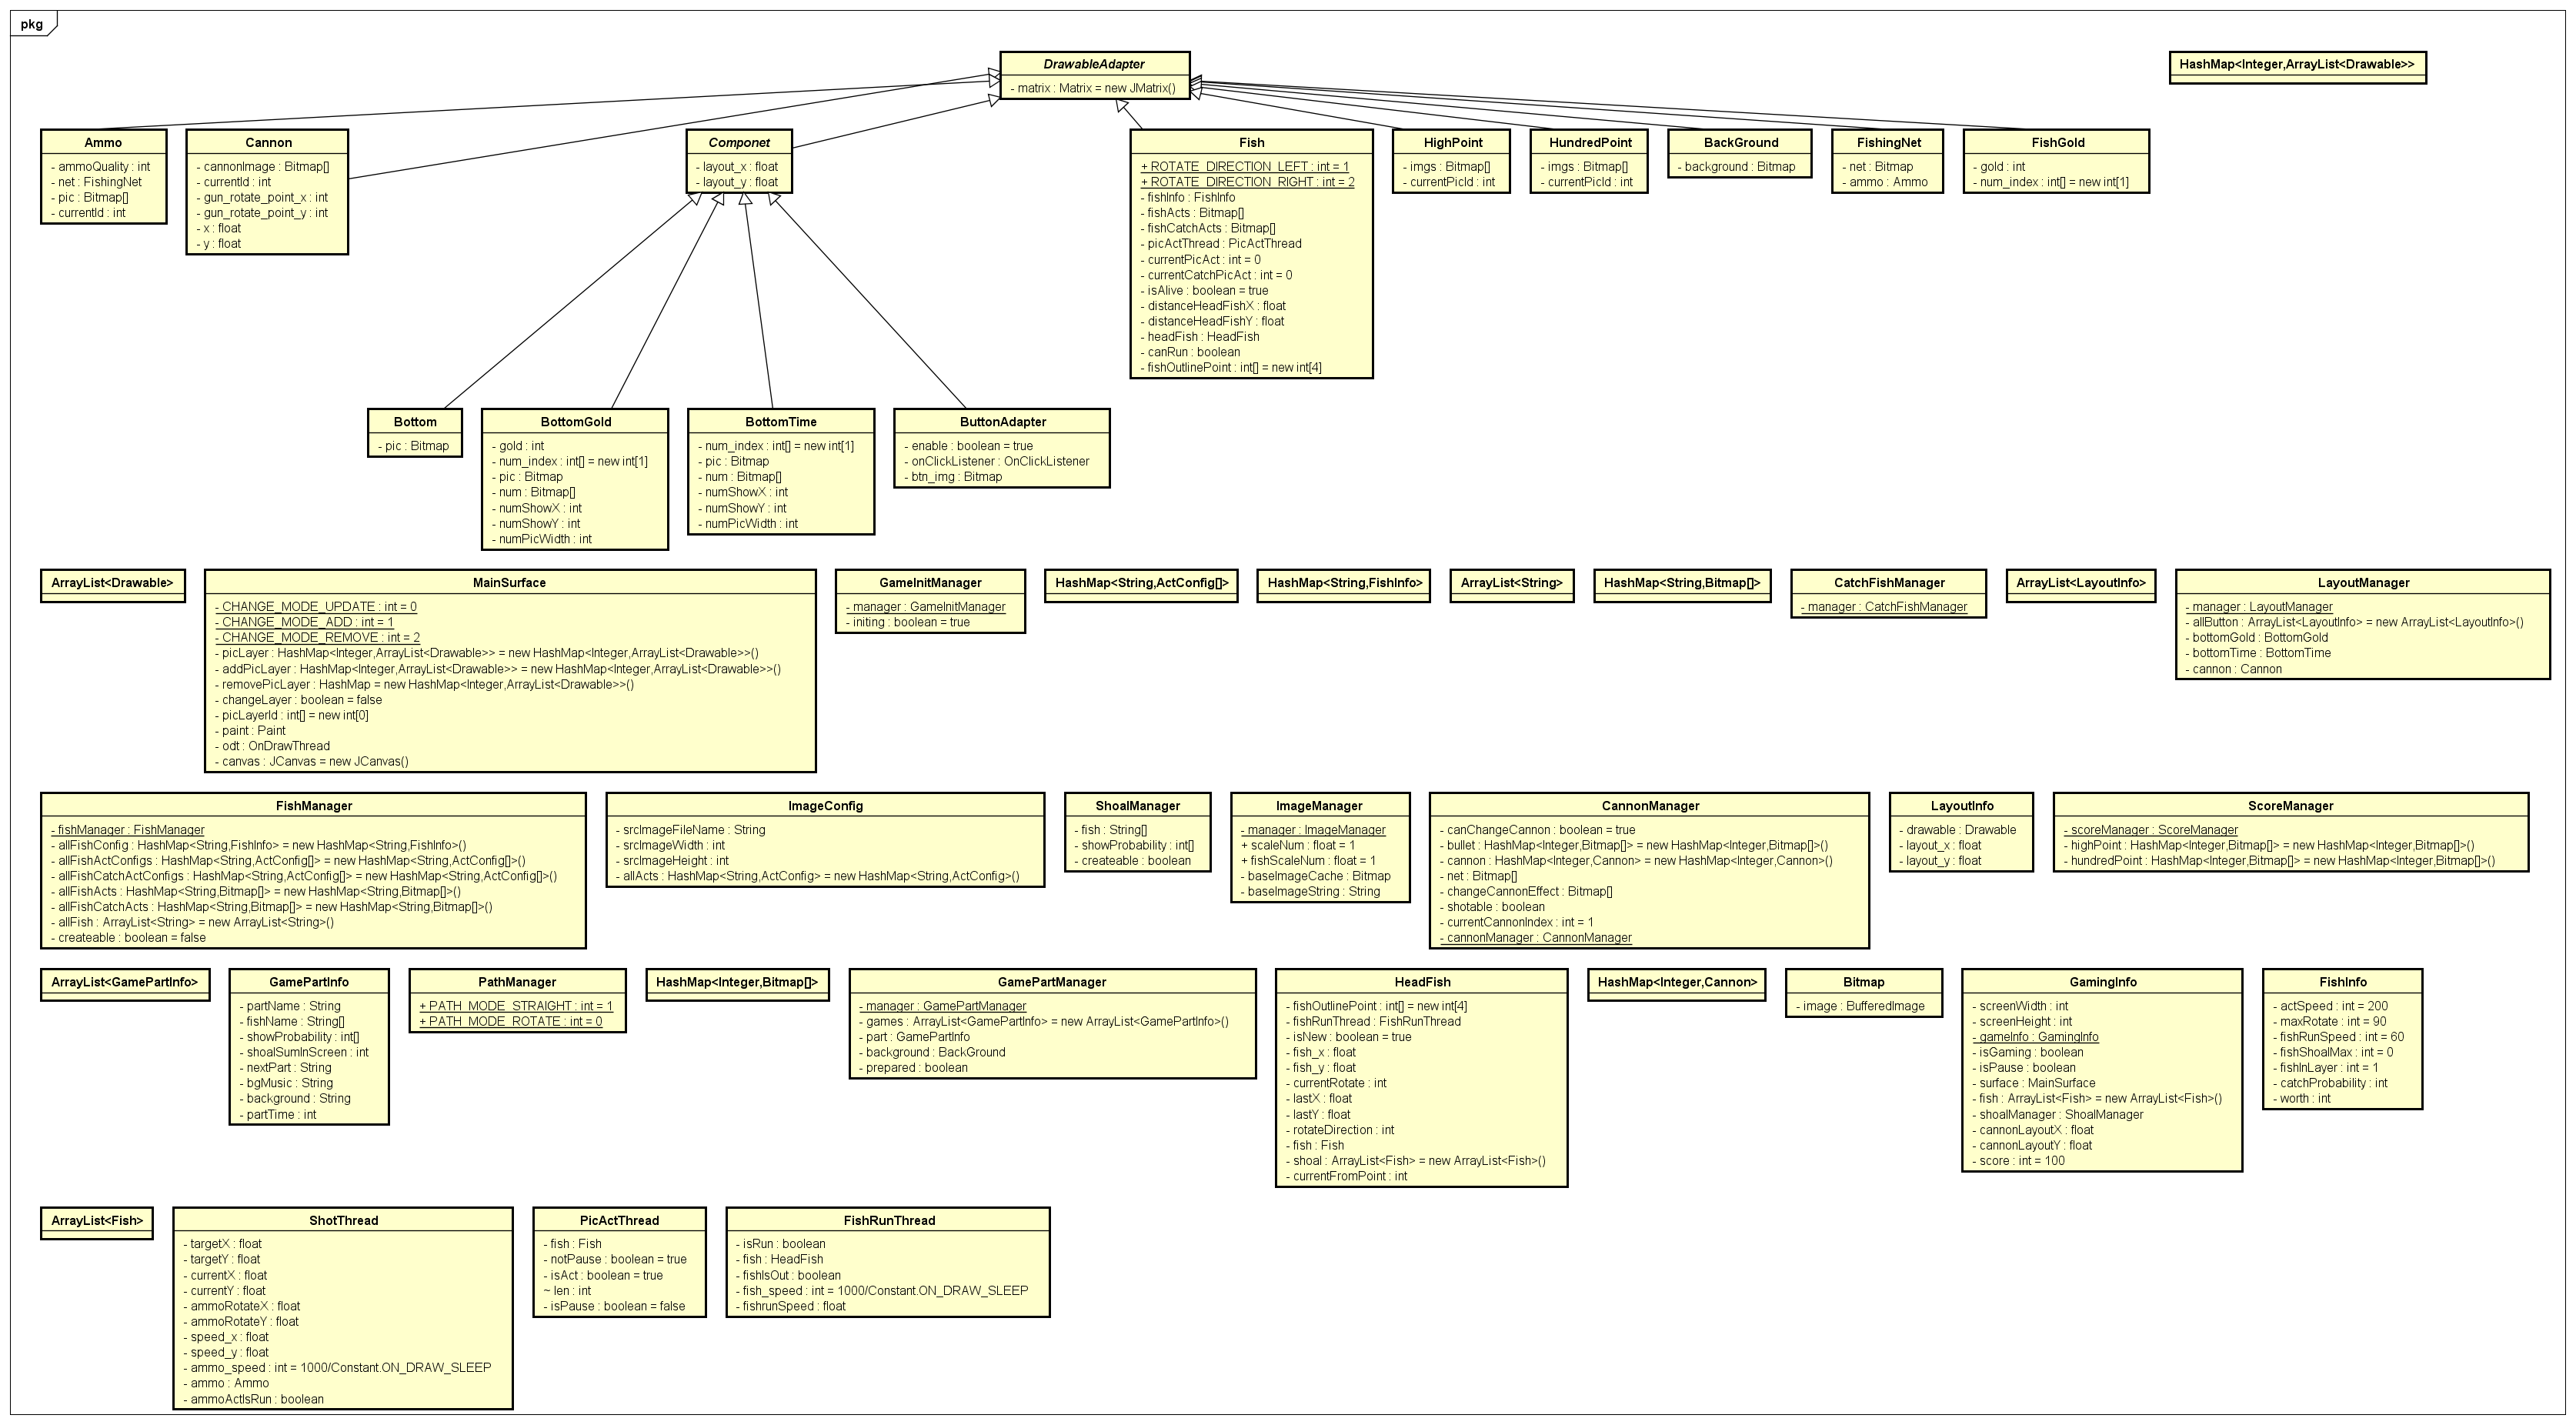 pkg
DrawableAdapter
- matrix : Matrix = new JMatrix()
HashMap<Integer,ArrayList<Drawable>>
Ammo
- ammoQuality : int
- net : FishingNet
- pic : Bitmap[]
- currentId : int
Cannon
- cannonImage : Bitmap[]
- currentId : int
- gun_rotate_point_x : int
- gun_rotate_point_y : int
- x : float
- y : float
Componet
- layout_x : float
- layout_y : float
Fish
+ ROTATE_DIRECTION_LEFT : int = 1
+ ROTATE_DIRECTION_RIGHT : int = 2
- fishInfo : FishInfo
- fishActs : Bitmap[]
- fishCatchActs : Bitmap[]
- picActThread : PicActThread
- currentPicAct : int = 0
- currentCatchPicAct : int = 0
- isAlive : boolean = true
- distanceHeadFishX : float
- distanceHeadFishY : float
- headFish : HeadFish
- canRun : boolean
- fishOutlinePoint : int[] = new int[4]
HighPoint
- imgs : Bitmap[]
- currentPicId : int
HundredPoint
- imgs : Bitmap[]
- currentPicId : int
BackGround
- background : Bitmap
FishingNet
- net : Bitmap
- ammo : Ammo
FishGold
- gold : int
- num_index : int[] = new int[1]
Bottom
- pic : Bitmap
BottomGold
- gold : int
- num_index : int[] = new int[1]
- pic : Bitmap
- num : Bitmap[]
- numShowX : int
- numShowY : int
- numPicWidth : int
BottomTime
- num_index : int[] = new int[1]
- pic : Bitmap
- num : Bitmap[]
- numShowX : int
- numShowY : int
- numPicWidth : int
ButtonAdapter
- enable : boolean = true
- onClickListener : OnClickListener
- btn_img : Bitmap
ArrayList<Drawable>
MainSurface
- CHANGE_MODE_UPDATE : int = 0
- CHANGE_MODE_ADD : int = 1
- CHANGE_MODE_REMOVE : int = 2
- picLayer : HashMap<Integer,ArrayList<Drawable>> = new HashMap<Integer,ArrayList<Drawable>>()
- addPicLayer : HashMap<Integer,ArrayList<Drawable>> = new HashMap<Integer,ArrayList<Drawable>>()
- removePicLayer : HashMap = new HashMap<Integer,ArrayList<Drawable>>()
- changeLayer : boolean = false
- picLayerId : int[] = new int[0]
- paint : Paint
- odt : OnDrawThread
- canvas : JCanvas = new JCanvas()
GameInitManager
- manager : GameInitManager
- initing : boolean = true
HashMap<String,ActConfig[]>
HashMap<String,FishInfo>
ArrayList<String>
HashMap<String,Bitmap[]>
CatchFishManager
- manager : CatchFishManager
ArrayList<LayoutInfo>
LayoutManager
- manager : LayoutManager
- allButton : ArrayList<LayoutInfo> = new ArrayList<LayoutInfo>()
- bottomGold : BottomGold
- bottomTime : BottomTime
- cannon : Cannon
FishManager
- fishManager : FishManager
- allFishConfig : HashMap<String,FishInfo> = new HashMap<String,FishInfo>()
- allFishActConfigs : HashMap<String,ActConfig[]> = new HashMap<String,ActConfig[]>()
- allFishCatchActConfigs : HashMap<String,ActConfig[]> = new HashMap<String,ActConfig[]>()
- allFishActs : HashMap<String,Bitmap[]> = new HashMap<String,Bitmap[]>()
- allFishCatchActs : HashMap<String,Bitmap[]> = new HashMap<String,Bitmap[]>()
- allFish : ArrayList<String> = new ArrayList<String>()
- createable : boolean = false
ImageConfig
- srcImageFileName : String
- srcImageWidth : int
- srcImageHeight : int
- allActs : HashMap<String,ActConfig> = new HashMap<String,ActConfig>()
ShoalManager
- fish : String[]
- showProbability : int[]
- createable : boolean
ImageManager
- manager : ImageManager
+ scaleNum : float = 1
+ fishScaleNum : float = 1
- baseImageCache : Bitmap
- baseImageString : String
CannonManager
- canChangeCannon : boolean = true
- bullet : HashMap<Integer,Bitmap[]> = new HashMap<Integer,Bitmap[]>()
- cannon : HashMap<Integer,Cannon> = new HashMap<Integer,Cannon>()
- net : Bitmap[]
- changeCannonEffect : Bitmap[]
- shotable : boolean
- currentCannonIndex : int = 1
- cannonManager : CannonManager
LayoutInfo
- drawable : Drawable
- layout_x : float
- layout_y : float
ScoreManager
- scoreManager : ScoreManager
- highPoint : HashMap<Integer,Bitmap[]> = new HashMap<Integer,Bitmap[]>()
- hundredPoint : HashMap<Integer,Bitmap[]> = new HashMap<Integer,Bitmap[]>()
ArrayList<GamePartInfo>
GamePartInfo
- partName : String
- fishName : String[]
- showProbability : int[]
- shoalSumInScreen : int
- nextPart : String
- bgMusic : String
- background : String
- partTime : int
PathManager
+ PATH_MODE_STRAIGHT : int = 1
+ PATH_MODE_ROTATE : int = 0
HashMap<Integer,Bitmap[]>
GamePartManager
- manager : GamePartManager
- games : ArrayList<GamePartInfo> = new ArrayList<GamePartInfo>()
- part : GamePartInfo
- background : BackGround
- prepared : boolean
HeadFish
- fishOutlinePoint : int[] = new int[4]
- fishRunThread : FishRunThread
- isNew : boolean = true
- fish_x : float
- fish_y : float
- currentRotate : int
- lastX : float
- lastY : float
- rotateDirection : int
- fish : Fish
- shoal : ArrayList<Fish> = new ArrayList<Fish>()
- currentFromPoint : int
HashMap<Integer,Cannon>
Bitmap
- image : BufferedImage
GamingInfo
- screenWidth : int
- screenHeight : int
- gameInfo : GamingInfo
- isGaming : boolean
- isPause : boolean
- surface : MainSurface
- fish : ArrayList<Fish> = new ArrayList<Fish>()
- shoalManager : ShoalManager
- cannonLayoutX : float
- cannonLayoutY : float
- score : int = 100
FishInfo
- actSpeed : int = 200
- maxRotate : int = 90
- fishRunSpeed : int = 60
- fishShoalMax : int = 0
- fishInLayer : int = 1
- catchProbability : int
- worth : int
ArrayList<Fish>
ShotThread
- targetX : float
- targetY : float
- currentX : float
- currentY : float
- ammoRotateX : float
- ammoRotateY : float
- speed_x : float
- speed_y : float
- ammo_speed : int = 1000/Constant.ON_DRAW_SLEEP
- ammo : Ammo
- ammoActIsRun : boolean
PicActThread
- fish : Fish
- notPause : boolean = true
- isAct : boolean = true
~ len : int
- isPause : boolean = false
FishRunThread
- isRun : boolean
- fish : HeadFish
- fishIsOut : boolean
- fish_speed : int = 1000/Constant.ON_DRAW_SLEEP
- fishrunSpeed : float